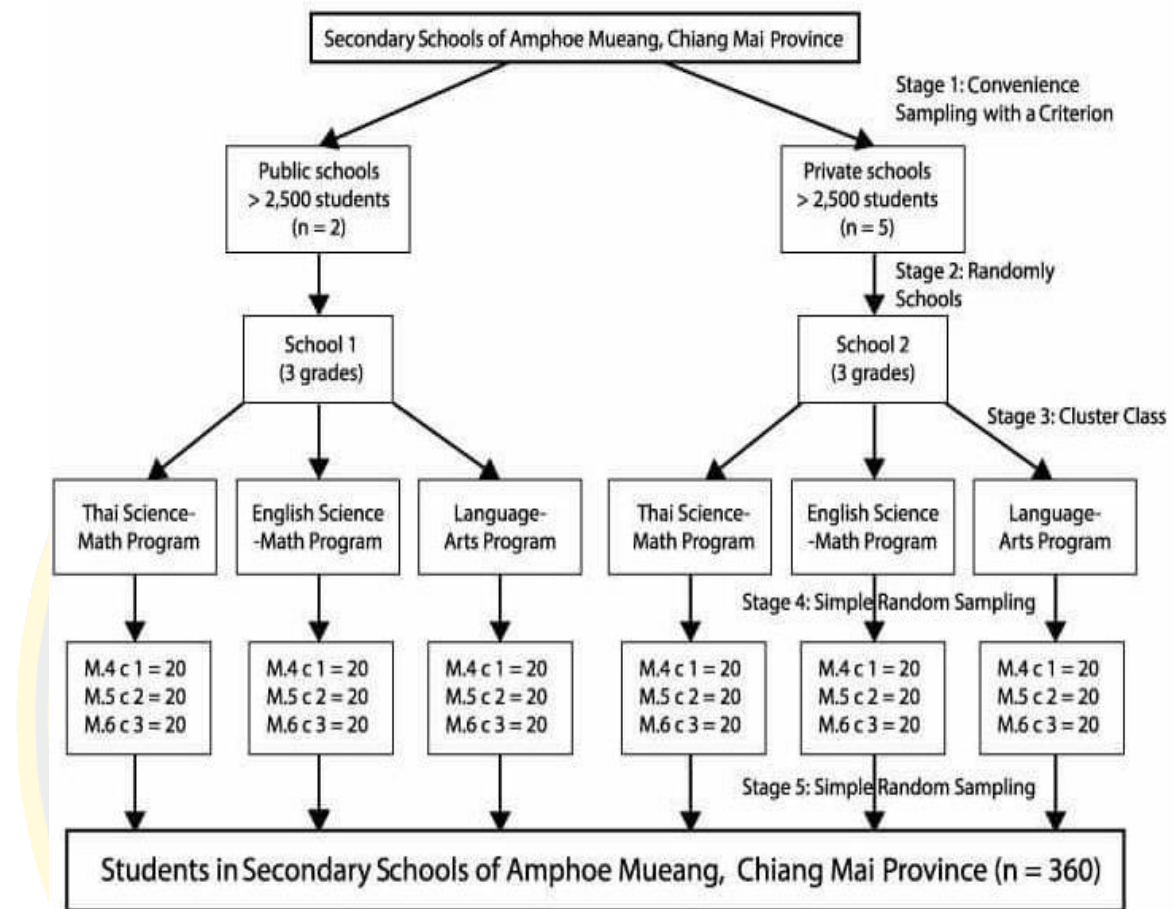 Secondary Schools of Amphoe Mueang, Chiang Mai Province
Stage 1: Convenience
Sampling with a Criterion
Public schools
> 2,500 students
(n = 2)
Private schools
> 2,500 students
(n = 5)
Stage 2: Randomly
Schools
School 1
(3 grades)
School 2
(3 grades)
Stage 3: Cluster Class
Thai Science-
Math Program
English Science
-Math Program
Language-
Arts Program
Thai Science-
Math Program
English Science
-Math Program
Language-
Arts Program
Stage 4: Simple Random Sampling
M.4 c 1 = 20
M.5 c 2 = 20
M.6 c 3 = 20
M.4 c 1 = 20
M.5 c 2 = 20
M.6 c 3 = 20
M.4 c 1 = 20
M.5 c 2 = 20
M.6 c 3 = 20
M.4 c 1 = 20
M.5 c 2 = 20
M.6 c 3 = 20
M.4 c 1 = 20
M.5 c 2 = 20
M.6 c 3 = 20
M.4 c 1 = 20
M.5 c 2 = 20
M.6 c 3 = 20
Stage 5: Simple Random Sampling
Students in Secondary Schools of Amphoe Mueang, Chiang Mai Province (n = 360)